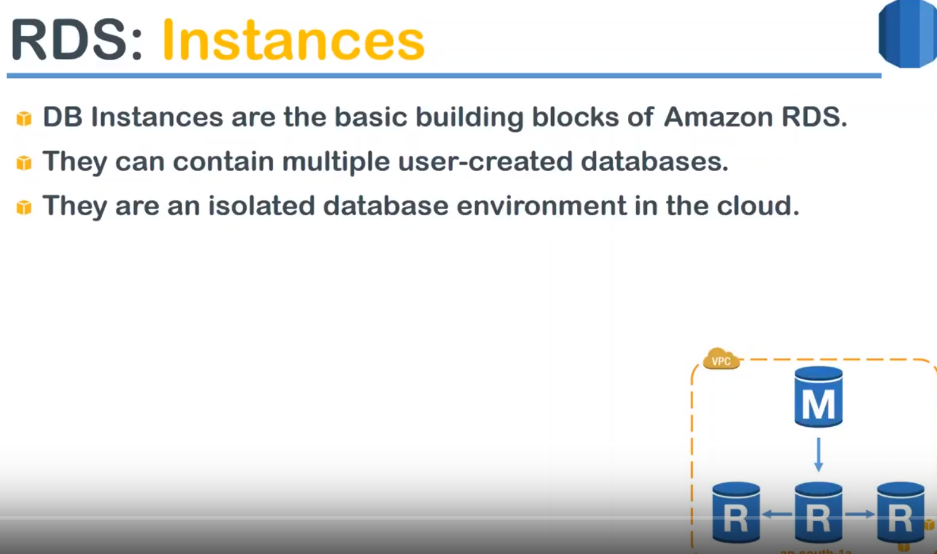 RDS: Instances
DB Instances are the basic building blocks of Amazon RDS.
They can contain multiple user-created databases.
They are an isolated database environment in the cloud.
VPC
M
R R R